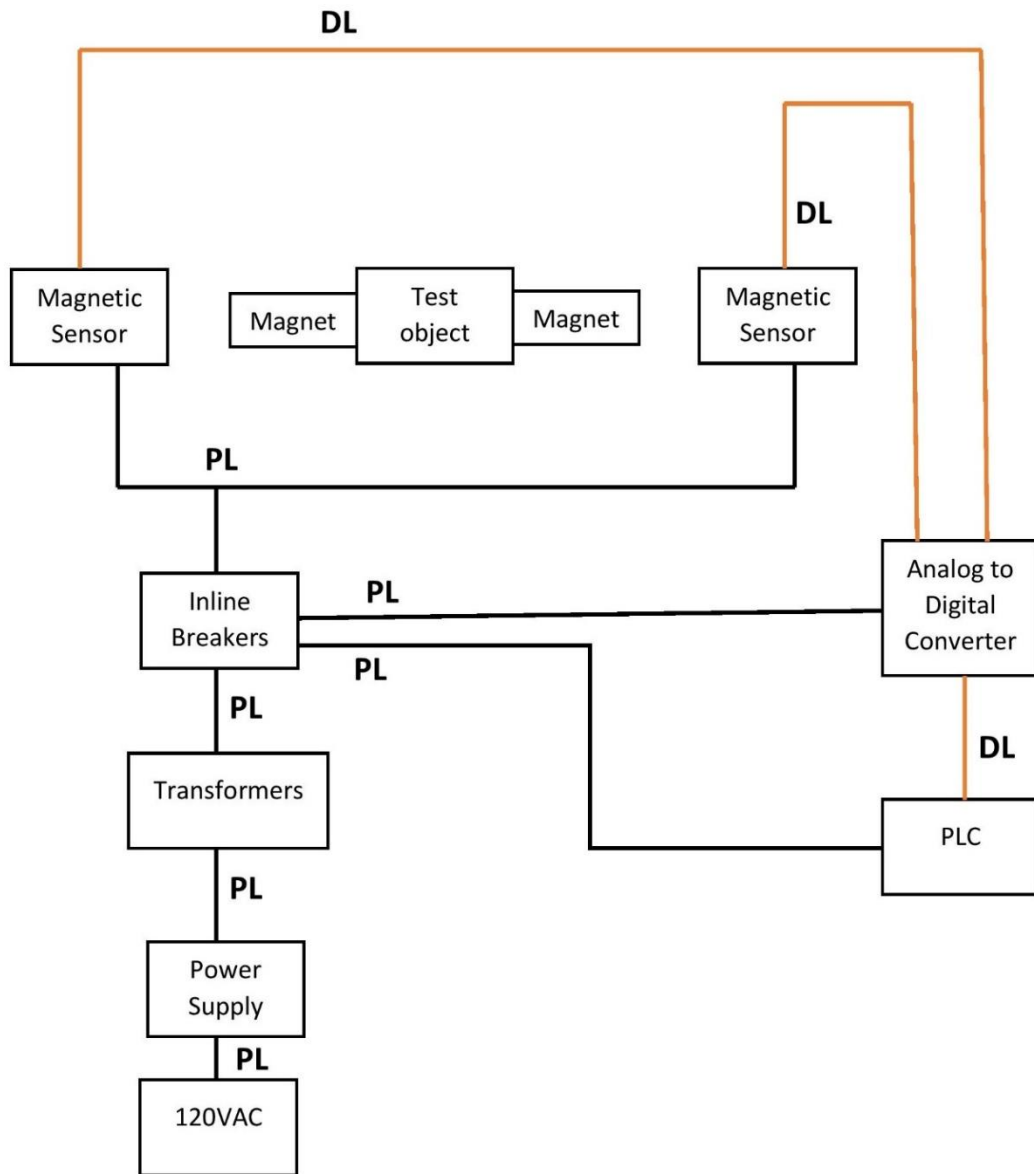 DL
DL
Magnetic
Sensor
Magnet
Test
object
Magnet
Magnetic
Sensor
PL
Inline
Breakers
PL
PL
Analog to
Digital
Converter
PL
DL
Transformers
PLC
PL
Power
Supply
PL
120VAC